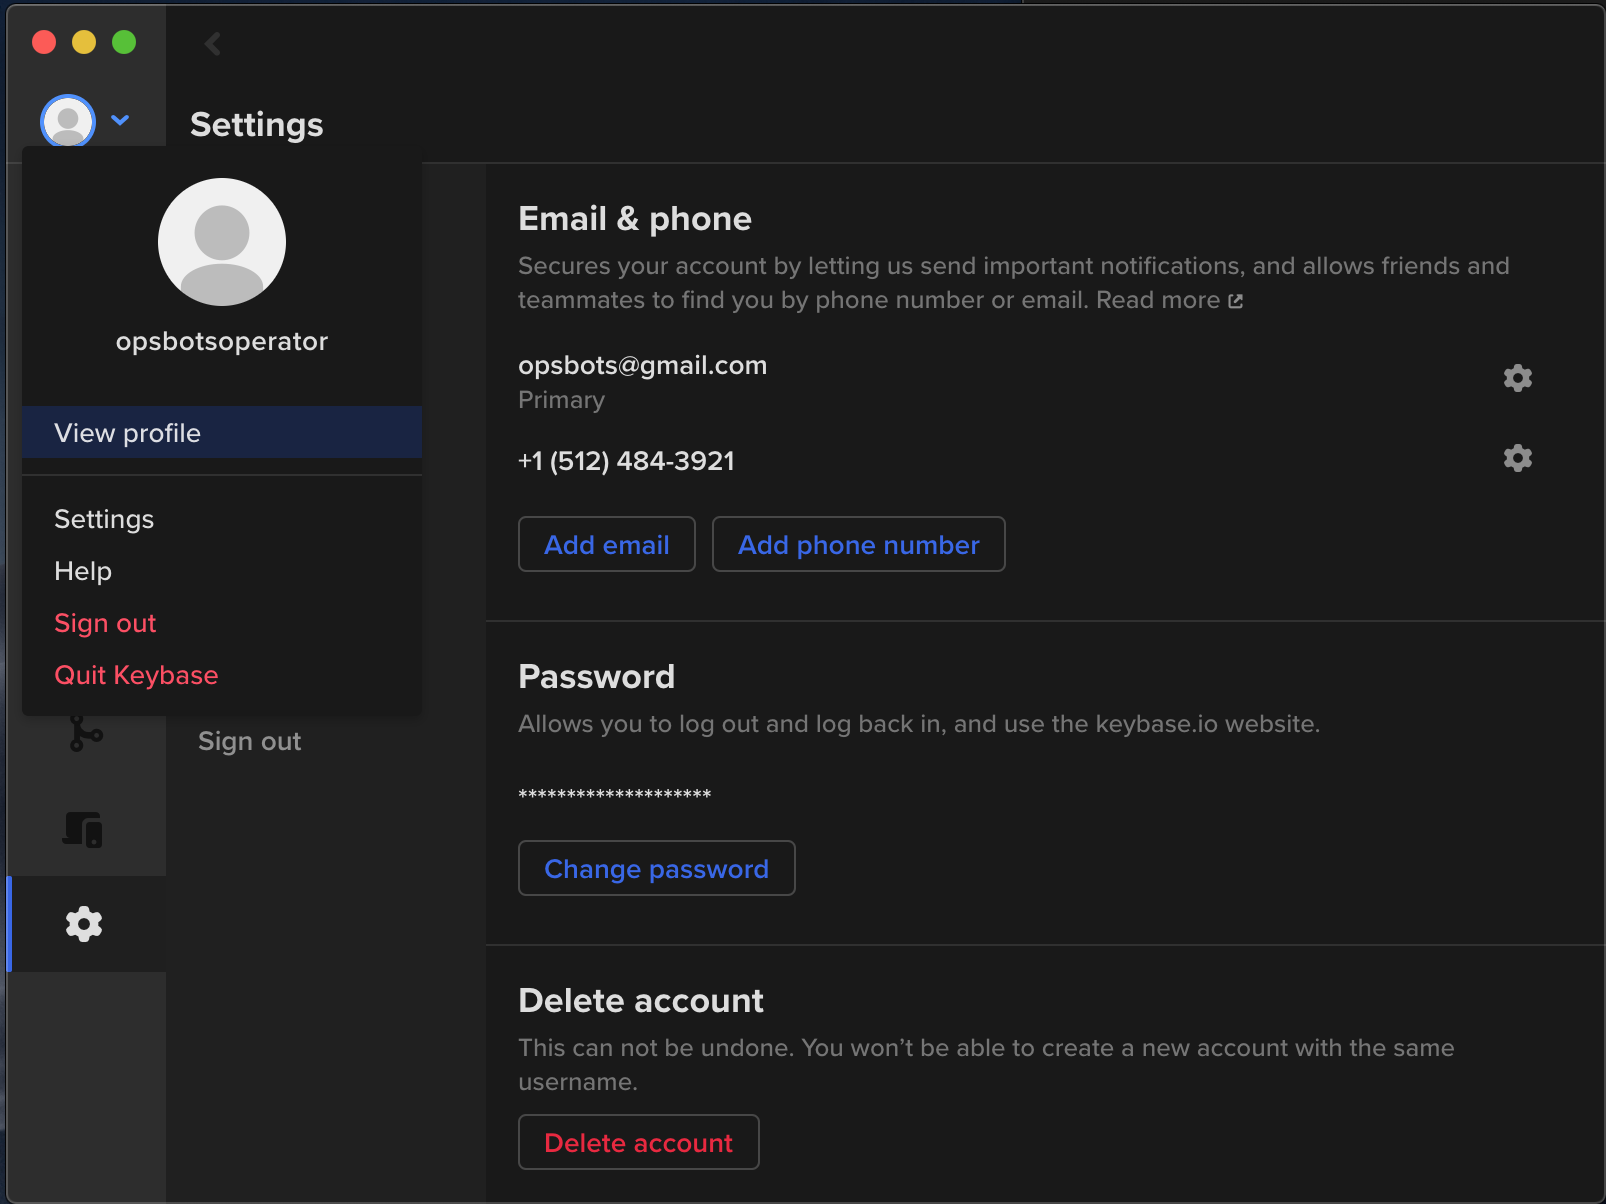 Settings
opsbotsoperator
View profile
Settings
Help
Sign out
Quit Keybase
Sign out
Email & phone
Secures your account by letting us send important notifications, and allows friends and
teammates to find you by phone number or email. Read more
opsbots@gmail.com
Primary
+1 (512) 484-3921
Add email
Add phone number
Password
Allows you to log out and log back in, and use the keybase.io website.
********************
Change password
Delete account
This can not be undone. You won’t be able to create a new account with the same
username.
Delete account